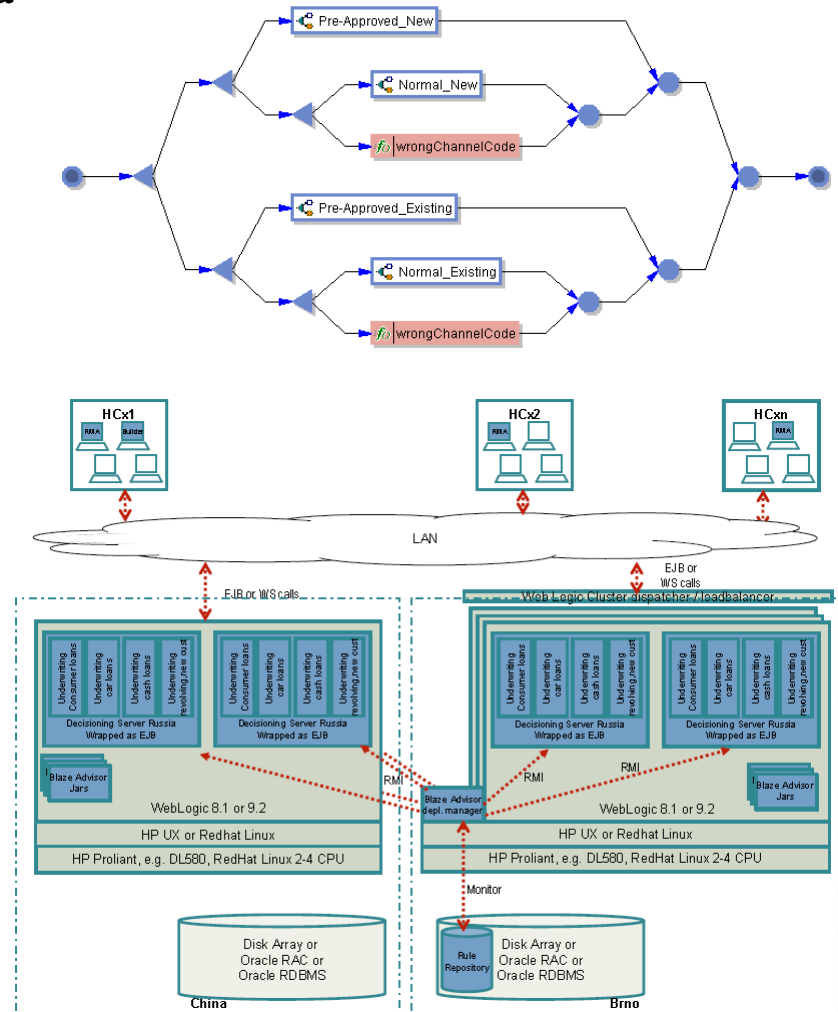 Pre-Approved_New
Normal_New
fo wrongChannelCode
Pre-Approved_Existing
Normal_Existing
fo wrongChannelCode
HCx1
RMA
Builder
HCx2
RMA
HCxn
RMA
LAN
EJB or WS calls
EJB or
WS calls
Web Logic Cluster dispatcher / loadbalancor
Underwriting
Consumer loans
Underwriting
car loans
Underwriting
cash loans
Underwriting
revolving,new cust
Decisioning Server Russia
Wrapped as EJB
Underwriting
Consumer loans
Underwriting
car loans
Underwriting
cash loans
Underwriting
revolving,new cust
Decisioning Server Russia
Wrapped as EJB
Underwriting
Consumer loans
Underwriting
car loans
Underwriting
cash loans
Underwriting
revolving,new cust
Decisioning Server Russia
Wrapped as EJB
Underwriting
Consumer loans
Underwriting
car loans
Underwriting
cash loans
Underwriting
revolving,new cust
Decisioning Server Russia
Wrapped as EJB
Blaze Advisor
Jars
RMI
RMI
RMI
Blaze Advisor
depl. manager
Blaze Advisor
Jars
WebLogic 8.1 or 9.2
WebLogic 8.1 or 9.2
HP UX or Redhat Linux
HP UX or Redhat Linux
HP Proliant, e.g. DL580, RedHat Linux 2-4 CPU
HP Proliant, e.g. DL580, RedHat Linux 2-4 CPU
Monitor
Disk Array or
Oracle RAC or
Oracle RDBMS
Rule
Repository
Disk Array or
Oracle RAC or
Oracle RDBMS
China
Brno